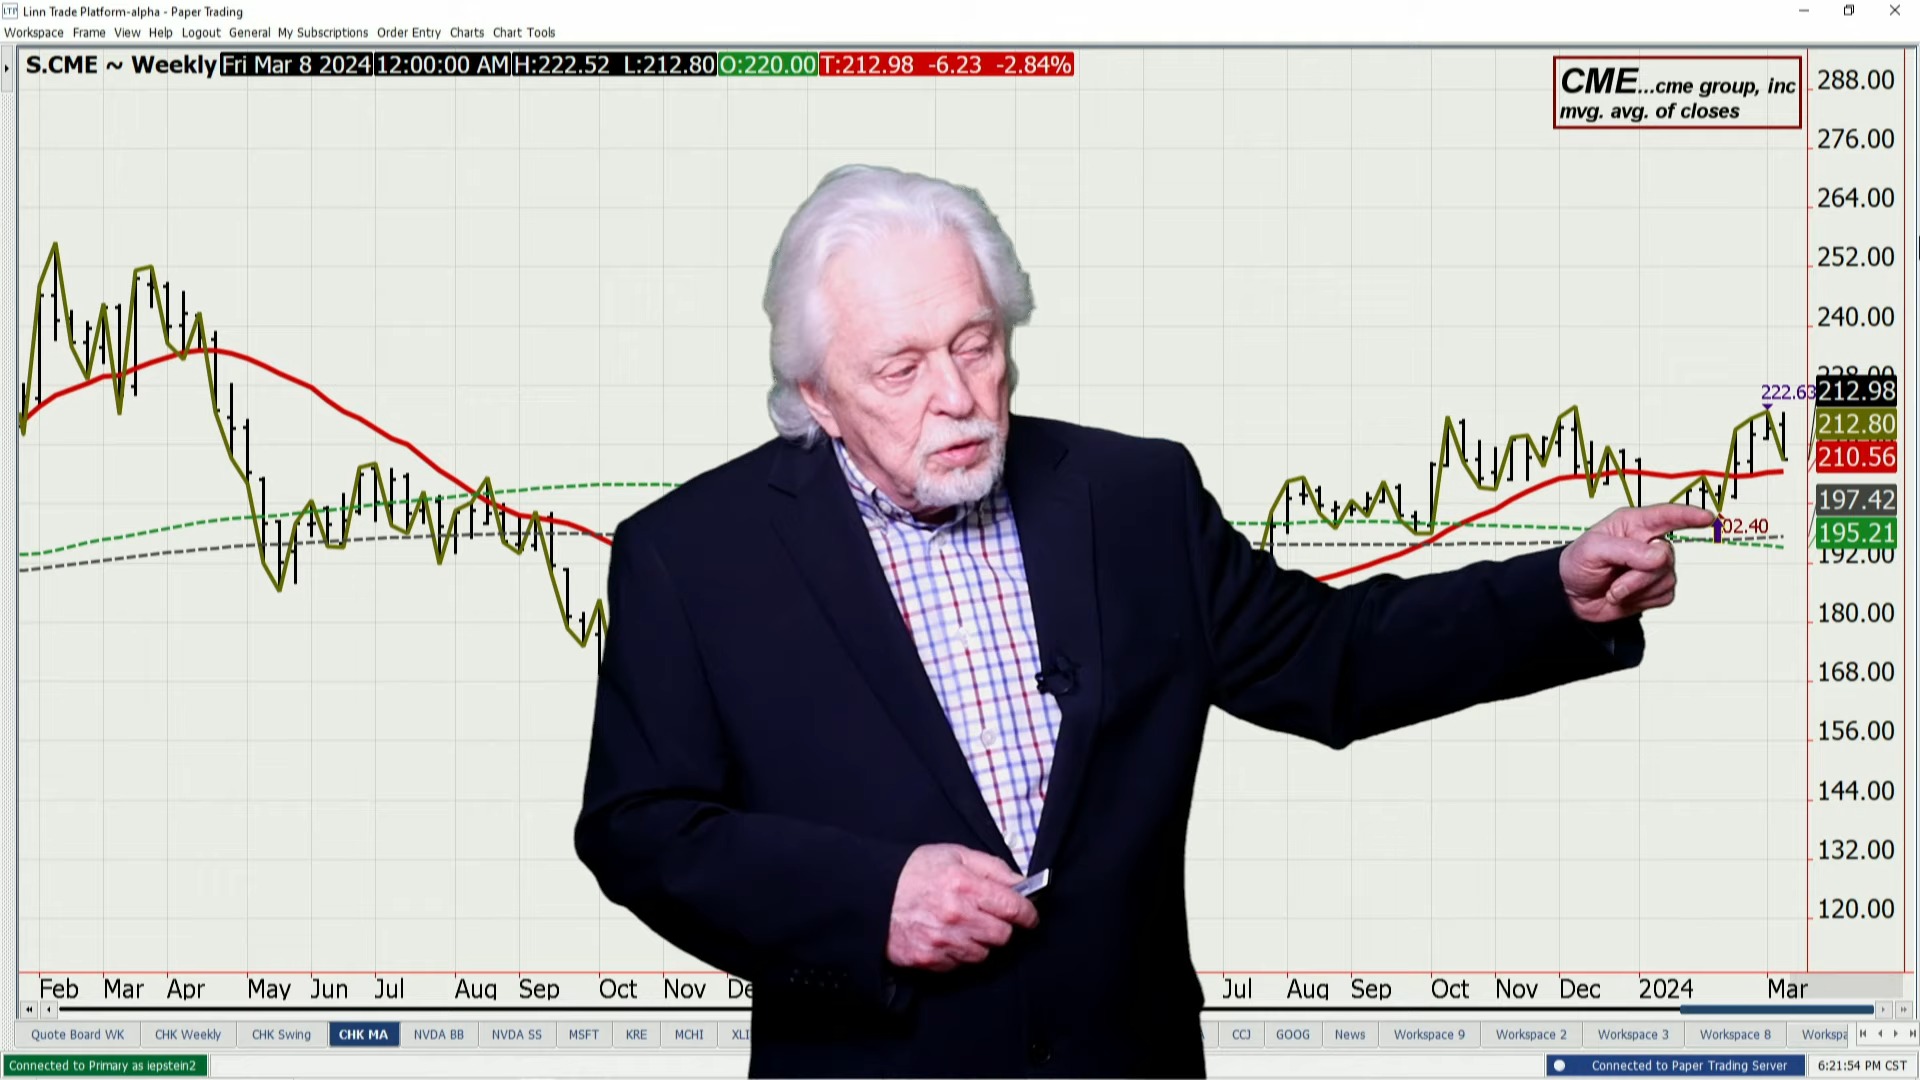 Linn Trade Platform-alpha - Paper Trading
Workspace Frame View Help Logout General My Subscriptions Order Entry Charts Chart Tools
S.CME ~ Weekly Fri Mar 8 2024 12:00:00 AM H:222.52 L:212.80 O:220.00 T:212.98 -6.23 -2.84%
CME...cme group, inc
mvg. avg. of closes
288.00
276.00
264.00
252.00
240.00
222.63
212.98
212.80
210.56
197.42
02.40
195.21
192.00
180.00
168.00
156.00
144.00
132.00
120.00
Feb Mar Apr May Jun Jul Aug Sep Oct Nov Jul Aug Sep Oct Nov Dec 2024 Mar
Quote Board WK CHK Weekly CHK Swing CHK MA NVDA BB NVDA SS MSFT KRE MCHI CCJ GOOG News Workspace 9 Workspace 2 Workspace 3 Workspace 8
Connected to Primary as iepstein2 Connected to Paper Trading Server 6:21:54 PM CST